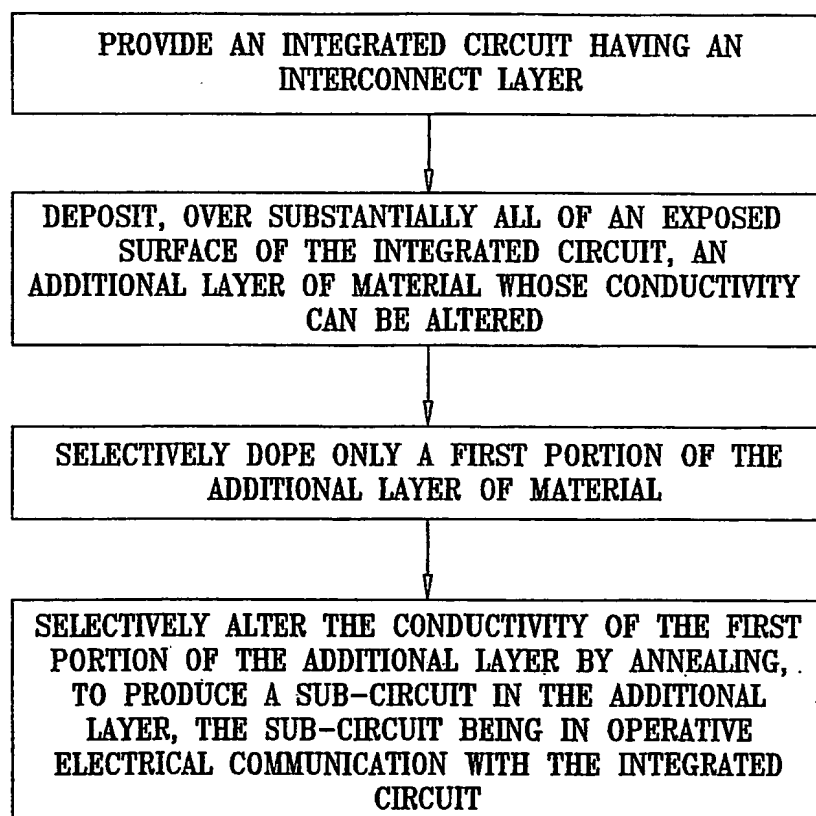 PROVIDE AN INTEGRATED CIRCUIT HAVING AN
INTERCONNECT LAYER
DEPOSIT, OVER SUBSTANTIALLY ALL OF AN EXPOSED
SURFACE OF THE INTEGRATED CIRCUIT, AN
ADDITIONAL LAYER OF MATERIAL WHOSE CONDUCTIVITY
CAN BE ALTERED
SELECTIVELY DOPE ONLY A FIRST PORTION OF THE
ADDITIONAL LAYER OF MATERIAL
SELECTIVELY ALTER THE CONDUCTIVITY OF THE FIRST
PORTION OF THE ADDITIONAL LAYER BY ANNEALING,
TO PRODUCE A SUB-CIRCUIT IN THE ADDITIONAL
LAYER, THE SUB-CIRCUIT BEING IN OPERATIVE
ELECTRICAL COMMUNICATION WITH THE INTEGRATED
CIRCUIT